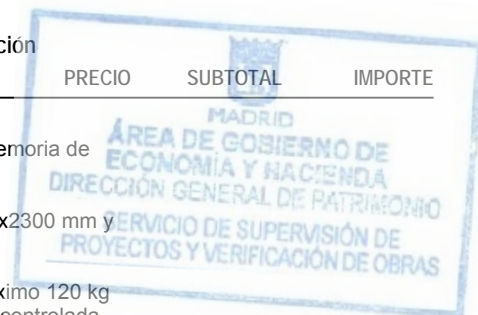 ción
PRECIO SUBTOTAL IMPORTE
MADRID
emoria de
ÁREA DE GOBIERNO DE
ECONOMÍA Y HACIENDA
DIRECCIÓN GENERAL DE PATRIMONIO
x2300 mm y
SERVICIO DE SUPERVISIÓN DE
PROYECTOS Y VERIFICACIÓN DE OBRAS
ximo 120 kg
controlada